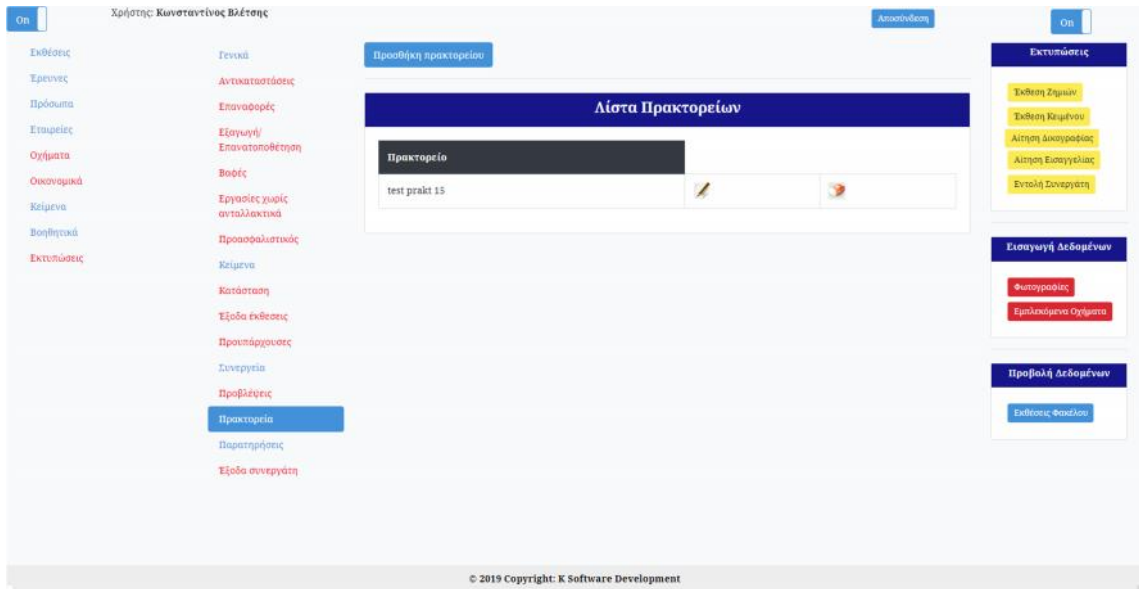 On
Χρήστης: Κωνσταντίνος Βλέτσης
Αποσύνδεση
On
Εκθέσεις
Έρευνες
Πρόσωπα
Εταιρείες
Οχήματα
Οικονομικά
Κείμενα
Βοηθητικά
Εκτυπώσεις
Γενικά
Αντικαταστάσεις
Επαναφορές
Εξαγωγή/
Επανατοποθέτηση
Βαφές
Εργασίες χωρίς
ανταλλακτικά
Προασφαλιστικός
Κείμενα
Κατάσταση
Έξοδα έκθεσεις
Προυπάρχουσες
Συνεργεία
Προβλέψεις
Πρακτορεία
Παρατηρήσεις
Έξοδα συνεργάτη
Προσθήκη πρακτορείου
Λίστα Πρακτορείων
Πρακτορείο
test prakt 15
Εκτυπώσεις
Έκθεση Ζημιών
Έκθεση Κειμένου
Αίτηση Δικογραφίας
Αίτηση Εισαγγελίας
Εντολή Συνεργάτη
Εισαγωγή Δεδομένων
Φωτογραφίες
Εμπλεκόμενα Οχήματα
Προβολή Δεδομένων
Εκθέσεις Φακέλου
© 2019 Copyright: K Software Development